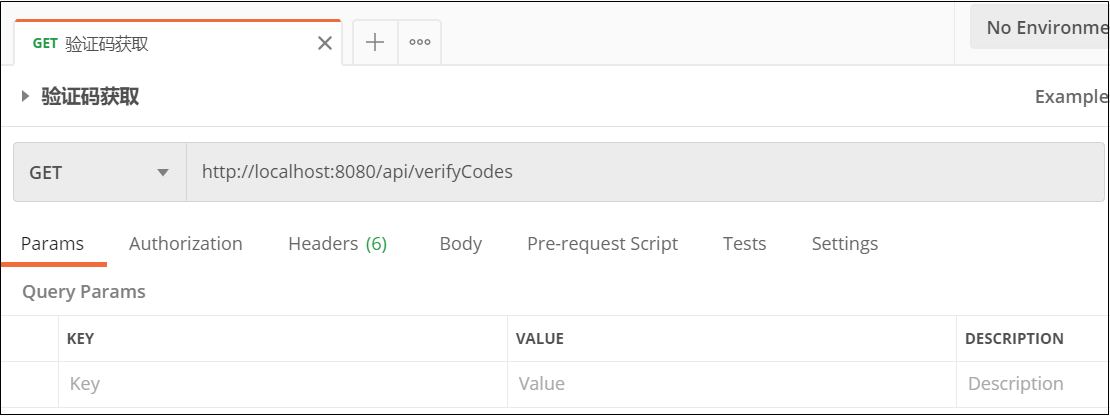 GET 验证码获取
No Environme
验证码获取
Example
GET http://localhost:8080/api/verifyCodes
Params Authorization Headers (6) Body Pre-request Script Tests Settings
Query Params
KEY VALUE DESCRIPTION
Key Value Description